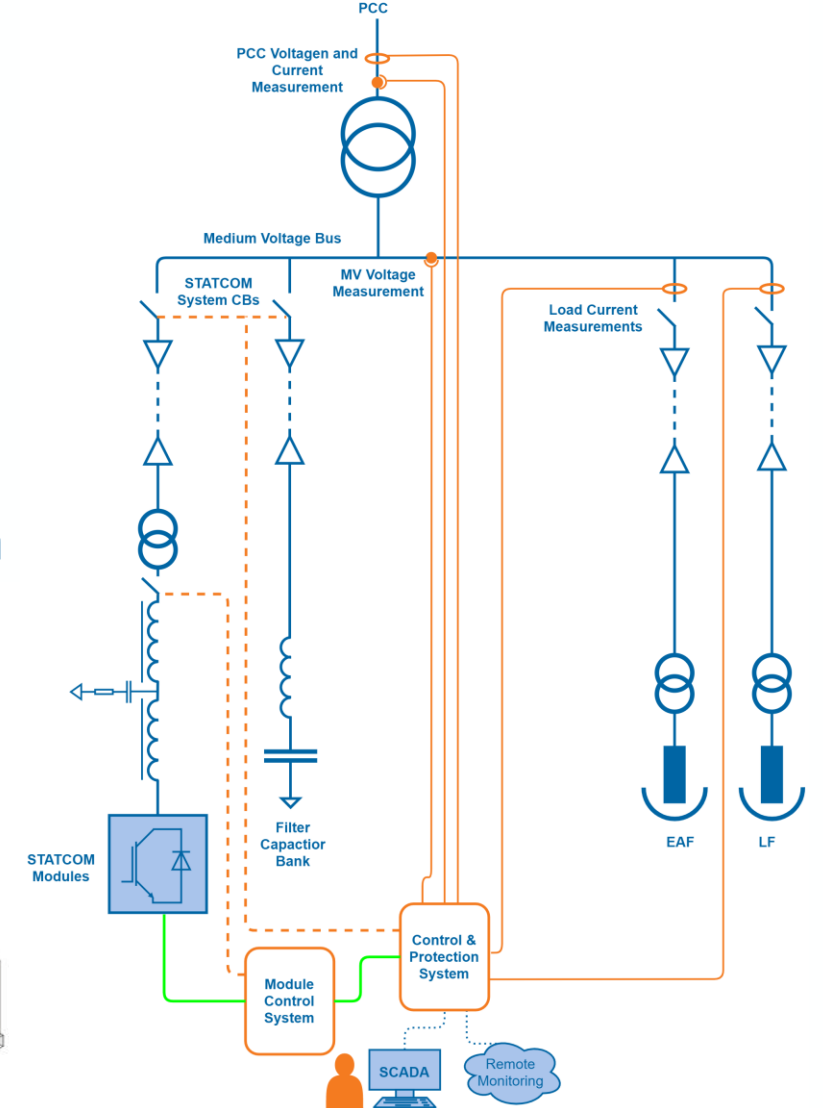 PCC
PCC Voltagen and
Current
Measurement
Medium Voltage Bus
STATCOM
System CBs
MV Voltage
Measurement
Load Current
Measurements
EAF
LF
Filter
Capactior
Bank
STATCOM
Modules
Control &
Protection
System
Module
Control
System
SCADA
Remote
Monitoring